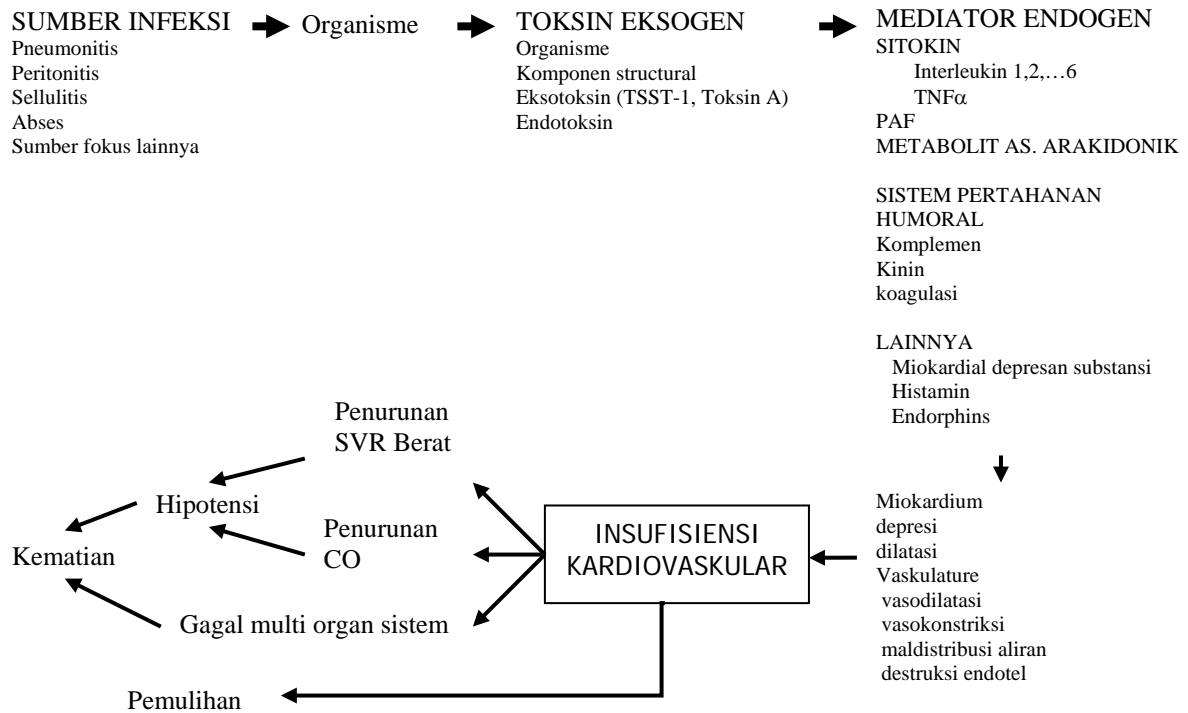 SUMBER INFEKSI
Pneumonitis
Peritonitis
Sellulitis
Abses
Sumber fokus lainnya
Organisme
TOKSIN EKSOGEN
Organisme
Komponen structural
Eksotoksin (TSST-1, Toksin A)
Endotoksin
MEDIATOR ENDOGEN
SITOKIN
Interleukin 1,2,…6
TNFα
PAF
METABOLIT AS. ARAKIDONIK
SISTEM PERTAHANAN
HUMORAL
Komplemen
Kinin
koagulasi
LAINNYA
Miokardial depresan substansi
Histamin
Endorphins
Miokardium
depresi
dilatasi
Vaskulature
vasodilatasi
vasokonstriksi
maldistribusi aliran
destruksi endotel
INSUFISIENSI
KARDIOVASKULAR
Penurunan
SVR Berat
Penurunan
CO
Gagal multi organ sistem
Hipotensi
Kematian
Pemulihan